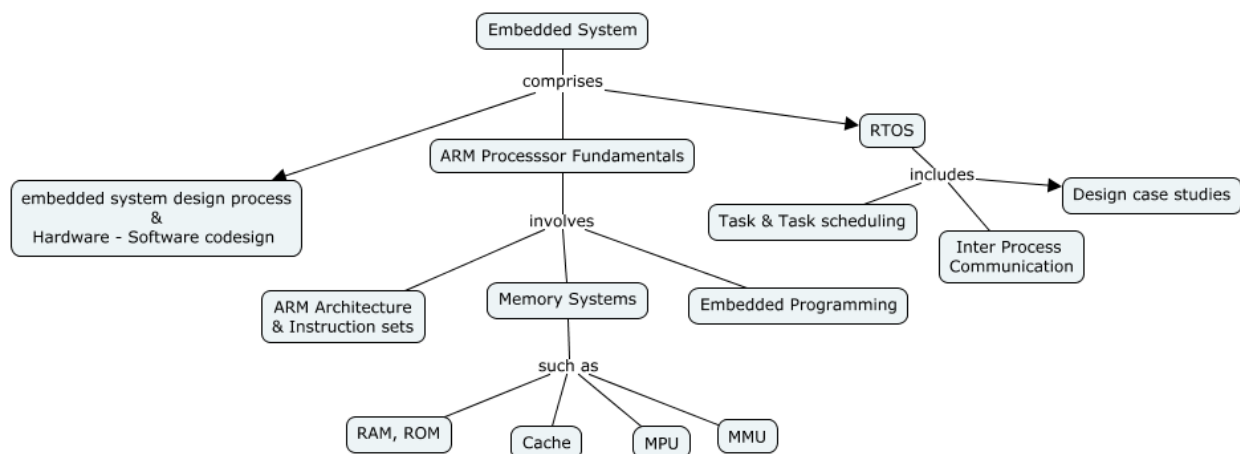 Embedded System
comprises
RTOS
ARM Processsor Fundamentals
includes
embedded system design process
&
Hardware - Software codesign
Design case studies
involves
Task & Task scheduling
Inter Process
Communication
ARM Architecture
& Instruction sets
Memory Systems
Embedded Programming
such as
RAM, ROM
Cache
MPU
MMU